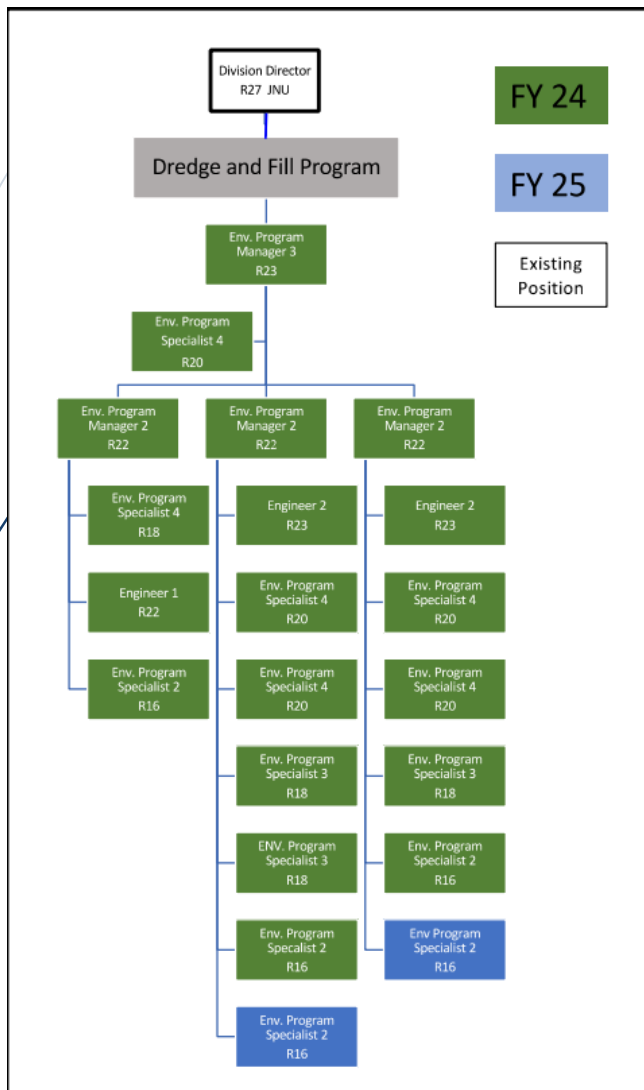 Division Director
R27 JNU
FY 24
Dredge and Fill Program
FY 25
Env. Program
Manager 3
R23
Existing
Position
Env. Program
Specialist 4
R20
Env. Program
Manager 2
R22
Env. Program
Manager 2
R22
Env. Program
Manager 2
R22
Env. Program
Specialist 4
R18
Engineer 1
R22
Env. Program
Specialist 2
R16
Engineer 2
R23
Env. Program
Specialist 4
R20
Env. Program
Specialist 4
R20
Env. Program
Specialist 3
R18
ENV. Program
Specialist 3
R18
Env. Program
Specalist 2
R16
Env. Program
Specialist 2
R16
Engineer 2
R23
Env. Program
Specialist 4
R20
Env. Program
Specialist 4
R20
Env. Program
Specialist 3
R18
Env. Program
Specialist 2
R16
Env Program
Specialist 2
R16